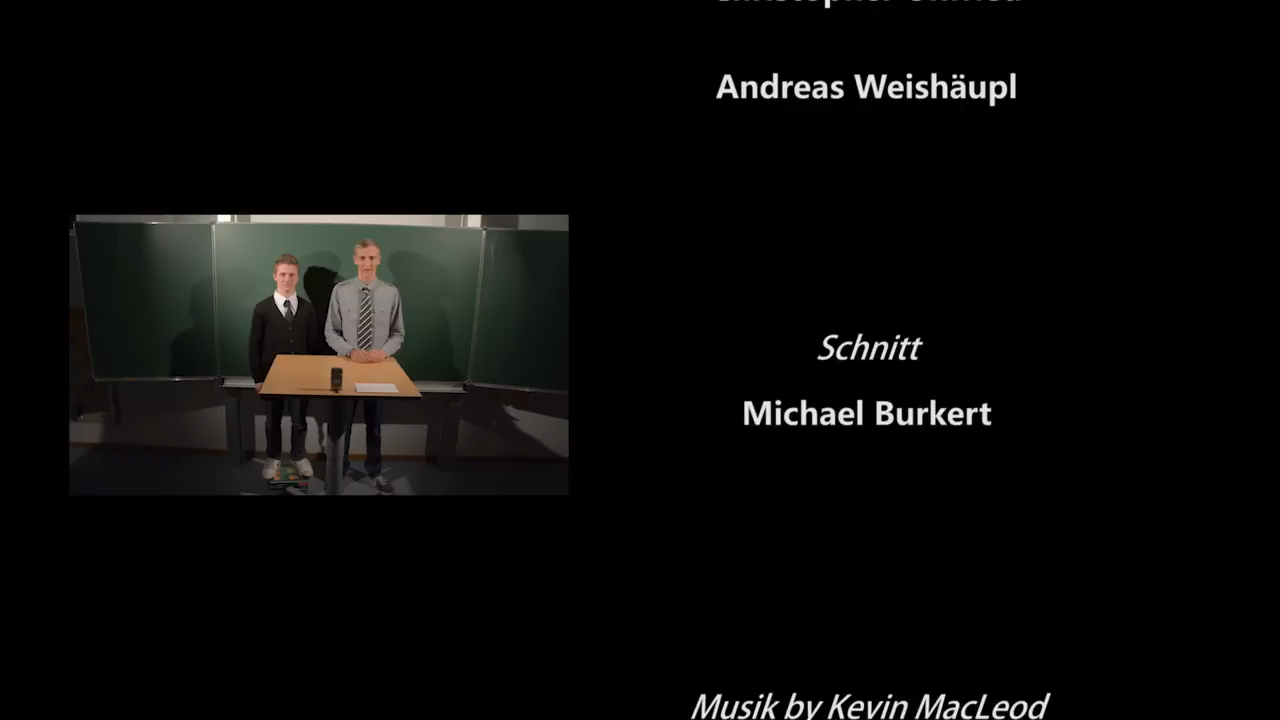 Andreas Weishäupl
Schnitt
Michael Burkert
Musik by Kevin MacLeod